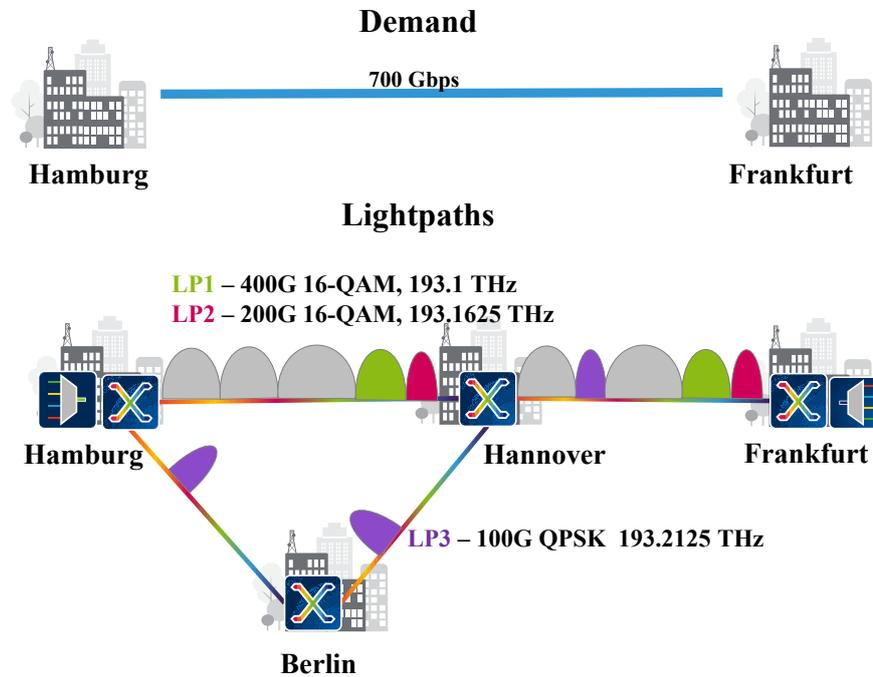 Demand
700 Gbps
Hamburg
Frankfurt
Lightpaths
LP1 – 400G 16-QAM, 193.1 THz
LP2 – 200G 16-QAM, 193.1625 THz
Hamburg
Hannover
Frankfurt
LP3 – 100G QPSK 193.2125 THz
Berlin